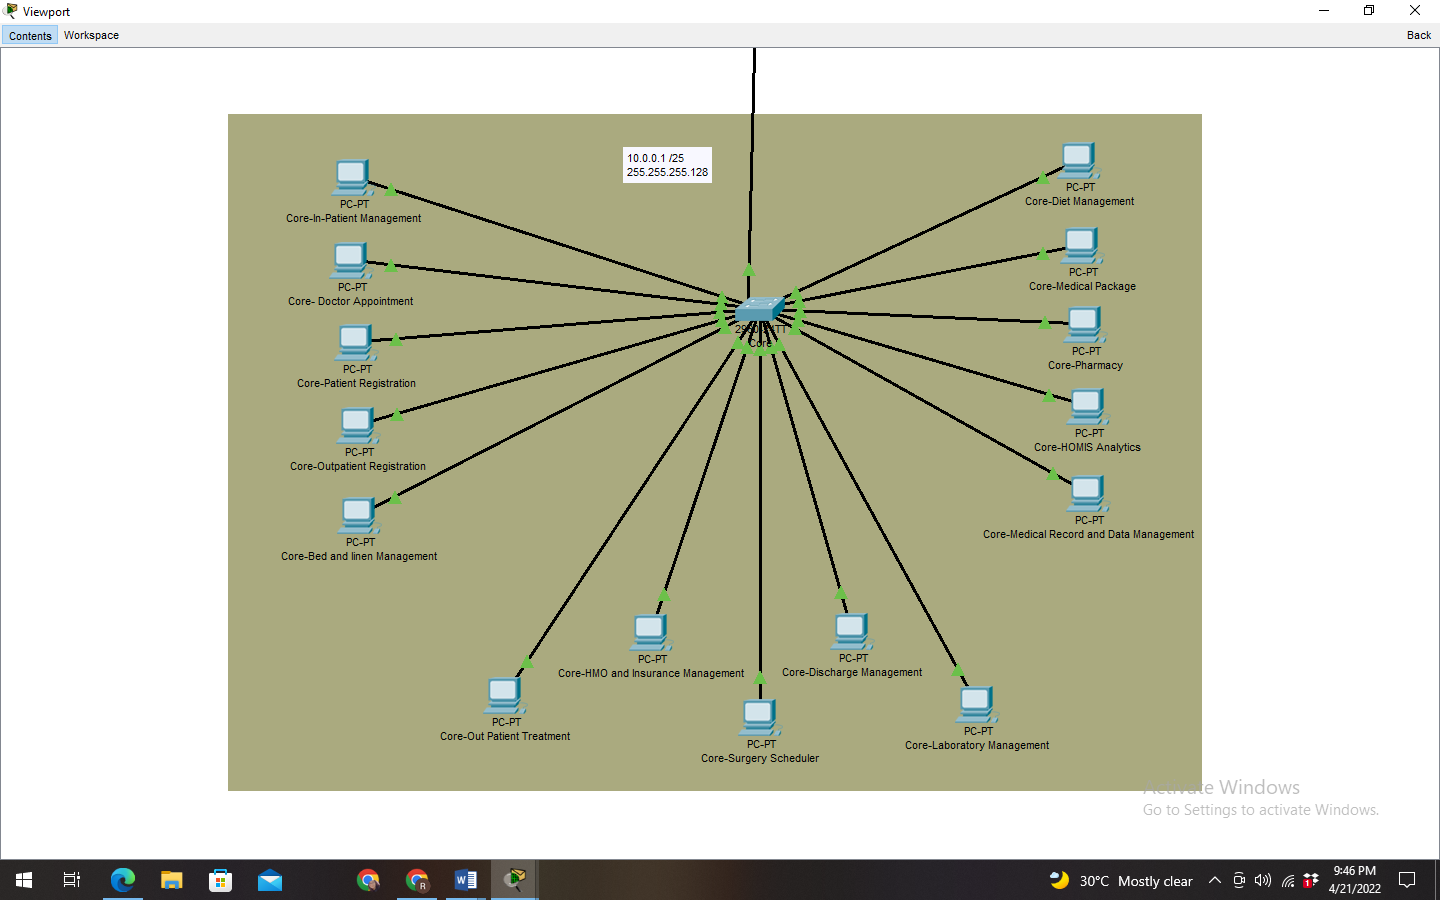 Viewport
Contents Workspace Back
10.0.0.1 /25
255.255.255.128
PC-PT
Core-In-Patient Management
PC-PT
Core- Doctor Appointment
PC-PT
Core-Patient Registration
PC-PT
Core-Outpatient Registration
PC-PT
Core-Bed and linen Management
PC-PT
Core-Out Patient Treatment
PC-PT
Core-HMO and Insurance Management
PC-PT
Core-Surgery Scheduler
PC-PT
Core-Discharge Management
PC-PT
Core-Laboratory Management
PC-PT
Core-Diet Management
PC-PT
Core-Medical Package
PC-PT
Core-Pharmacy
PC-PT
Core-HOMIS Analytics
PC-PT
Core-Medical Record and Data Management
Core
Activate Windows
Go to Settings to activate Windows.
30°C Mostly clear
9:46 PM
4/21/2022